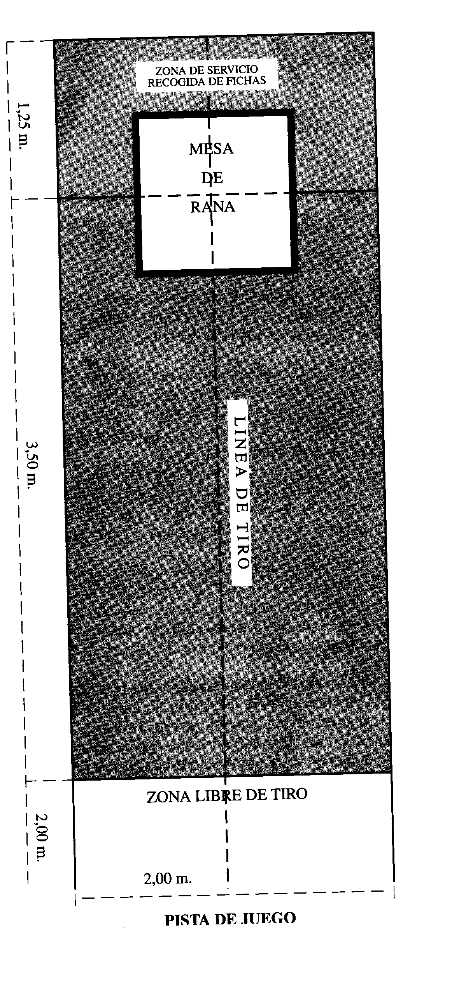 ZONA DE SERVICIO
RECOGIDA DE FICHAS
1,25 m.
MESA
DE
RANA
3,50 m.
LINEA DE TIRO
ZONA LIBRE DE TIRO
2,00 m.
2,00 m.
PISTA DE JUEGO